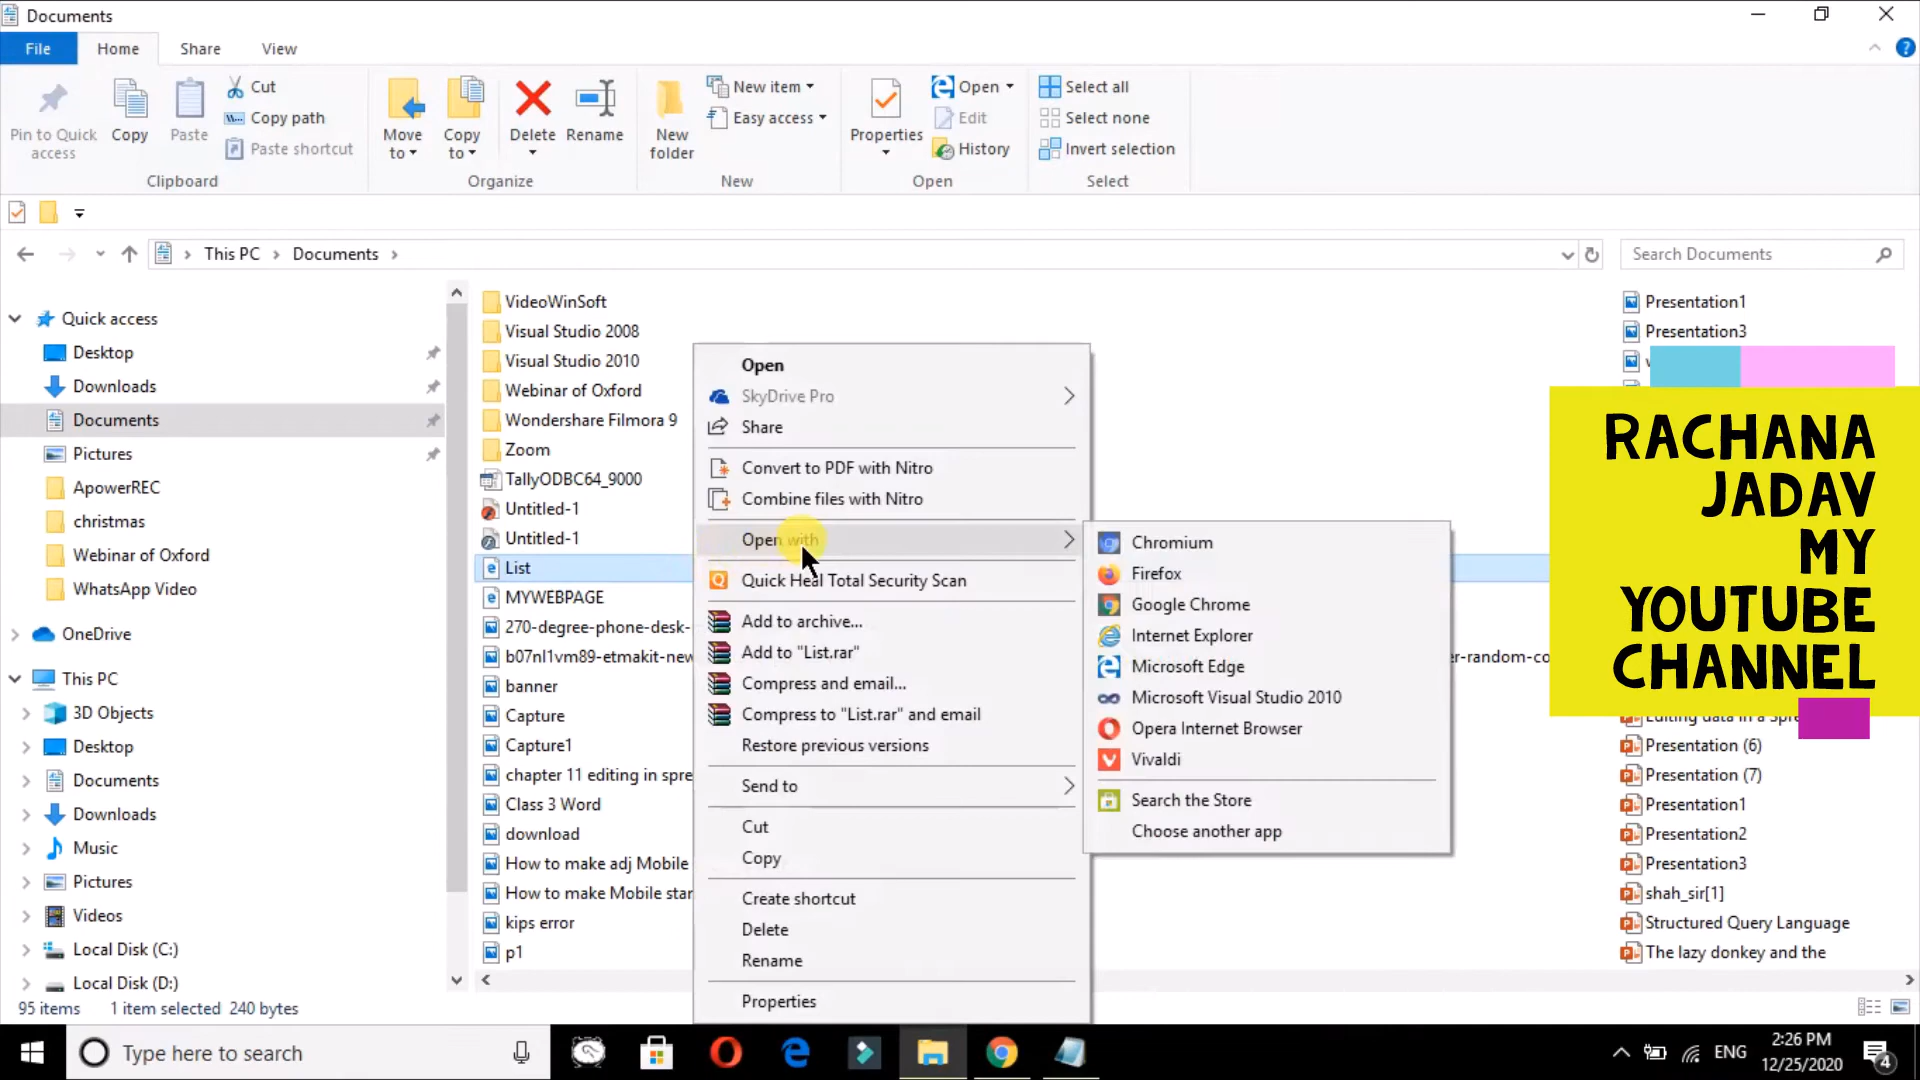 Documents
File
Home
Share
View
Pin to Quick access
Copy
Paste
Cut
Copy path
Paste shortcut
Clipboard
Move to
Copy to
Delete
Rename
Organize
New folder
New item
Easy access
New
Properties
Open
Edit
History
Open
Select all
Select none
Invert selection
Select
This PC
Documents
Search Documents
Quick access
Desktop
Downloads
Documents
Pictures
ApowerREC
christmas
Webinar of Oxford
WhatsApp Video
OneDrive
This PC
3D Objects
Desktop
Documents
Downloads
Music
Pictures
Videos
Local Disk (C:)
Local Disk (D:)
VideoWinSoft
Visual Studio 2008
Visual Studio 2010
Webinar of Oxford
Wondershare Filmora 9
Zoom
TallyODBC64_9000
Untitled-1
Untitled-1
List
MYWEBPAGE
270-degree-phone-desk-
b07nl1vm89-etmakit-new
banner
Capture
Capture1
chapter 11 editing in spre
Class 3 Word
download
How to make adj Mobile
How to make Mobile star
kips error
p1
Open
SkyDrive Pro
Share
Convert to PDF with Nitro
Combine files with Nitro
Open with
Quick Heal Total Security Scan
Add to archive...
Add to "List.rar"
Compress and email...
Compress to "List.rar" and email
Restore previous versions
Send to
Cut
Copy
Create shortcut
Delete
Rename
Properties
Chromium
Firefox
Google Chrome
Internet Explorer
Microsoft Edge
Microsoft Visual Studio 2010
Opera Internet Browser
Vivaldi
Search the Store
Choose another app
er-random-co
Presentation1
Presentation3
RACHANA
JADAV
MY
YOUTUBE
CHANNEL
Editing data in a Spre
Presentation (6)
Presentation (7)
Presentation1
Presentation2
Presentation3
shah_sir[1]
Structured Query Language
The lazy donkey and the
95 items 1 item selected 240 bytes
Type here to search
ENG
2:26 PM
12/25/2020
4